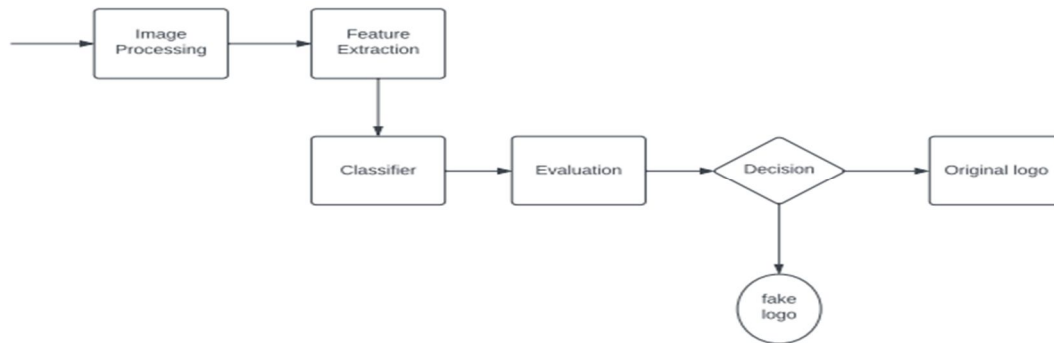 Image
Processing
Feature
Extraction
Classifier
Evaluation
Decision
Original logo
fake
logo